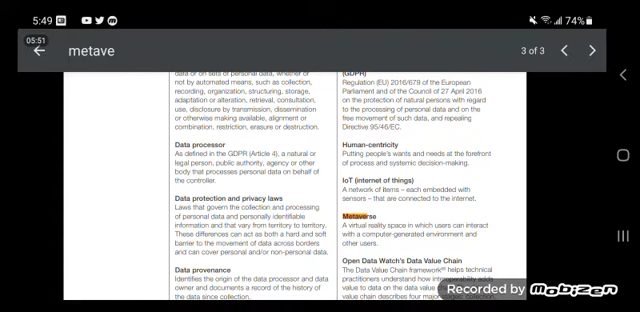 5:49
74%
05:51
metave
3 of 3
data or on sets of personal data, whether or
not by automated means, such as collection,
recording, organization, structuring, storage,
adaptation or alteration, retrieval, consultation,
use, disclosure by transmission, dissemination
or otherwise making available, alignment or
combination, restriction, erasure or destruction.
Data processor
As defined in the GDPR (Article 4), a natural or
legal person, public authority, agency or other
body that processes personal data on behalf of
the controller.
Data protection and privacy laws
Laws that govern the collection and processing
of personal data and personally identifiable
information and that vary from territory to territory.
These differences can act as both a hard and soft
barrier to the movement of data across borders
and can cover personal and/or non-personal data.
Data provenance
Identifies the origin of the data processor and data
owner and documents a record of the history of
the data since collection.
(GDPR)
Regulation (EU) 2016/679 of the European
Parliament and of the Council of 27 April 2016
on the protection of natural persons with regard
to the processing of personal data and on the
free movement of such data, and repealing
Directive 95/46/EC.
Human-centricity
Putting people's wants and needs at the forefront
of process and systemic decision-making.
IoT (internet of things)
A network of items – each embedded with
sensors – that are connected to the internet.
Metaverse
A virtual reality space in which users can interact
with a computer-generated environment and
other users.
Open Data Watch's Data Value Chain
The Data Value Chain framework helps technical
practitioners understand how interoperability adds
value to data on the data value
value chain describes four major stages: collection,
Recorded by mobizen